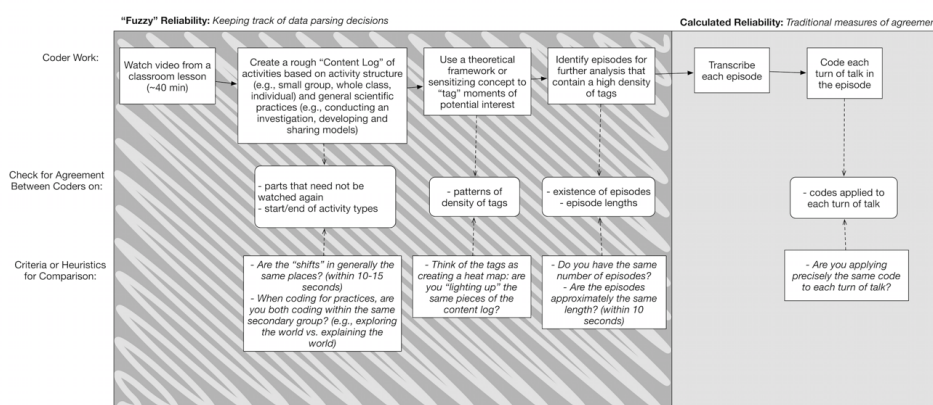 "Fuzzy" Reliability: Keeping track of data parsing decisions
Calculated Reliability: Traditional measures of agreemer
Coder Work:
Watch video from a
classroom lesson
(~40 min)
Create a rough "Content Log" of
activities based on activity structure
(e.g., small group, whole class,
individual) and general scientific
practices (e.g., conducting an
investigation, developing and
sharing models)
Use a theoretical
framework or
sensitizing concept to
"tag" moments of
potential interest
Identify episodes for
further analysis that
contain a high density
of tags
Transcribe
each episode
Code each
turn of talk in
the episode
Check for Agreement
Between Coders on:
- parts that need not be
watched again
- start/end of activity types
- patterns of
density of tags
- existence of episodes
- episode lengths
- codes applied to
each turn of talk
Criteria or Heuristics
for Comparison:
- Are the "shifts" in generally the
same places? (within 10-15
seconds)
- When coding for practices, are
you both coding within the same
secondary group? (e.g., exploring
the world vs. explaining the
world)
- Think of the tags as
creating a heat map: are
you "lighting up" the
same pieces of the
content log?
- Do you have the same
number of episodes?
- Are the episodes
approximately the same
length? (within 10
seconds)
- Are you applying
precisely the same code
to each turn of talk?